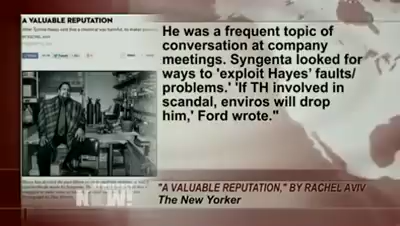 A VALUABLE REPUTATION
He was a frequent topic of
conversation at company
meetings. Syngenta looked for
ways to 'exploit Hayes' faults/
problems.' 'If TH involved in
scandal, enviros will drop
him,' Ford wrote."
NOW!
"A VALUABLE REPUTATION," BY RACHEL AVIV
The New Yorker